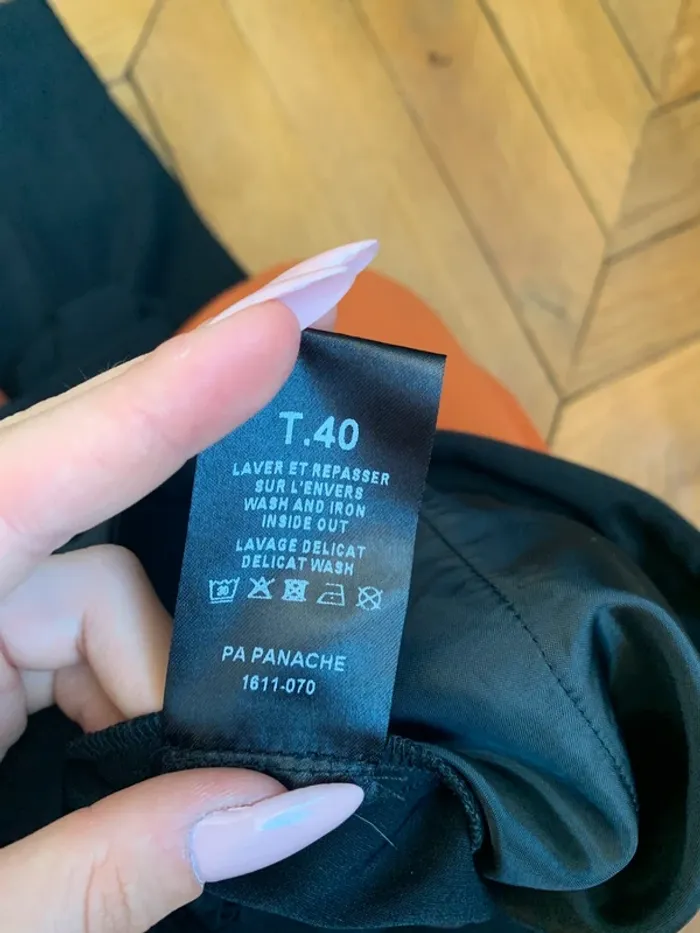 T.40
LAVER ET REPASSER
SUR L'ENVERS
WASH AND IRON
INSIDE OUT
LAVAGE DELICAT
DELICAT WASH
30
PA PANACHE
1611-070